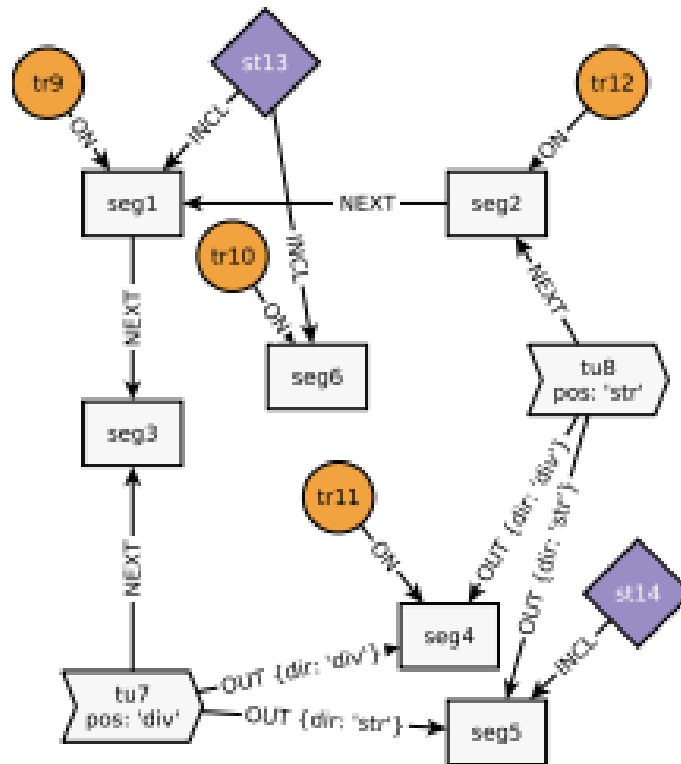 st13
tr9
tr12
ON
INCL
ON
seg1
NEXT
seg2
tr10
INCL
NEXT
ON
NEXT
seg6
tu8
pos: 'str'
seg3
tr11
OUT {dir: 'div'}
OUT {dir: 'str'}
ON
NEXT
st14
seg4
INCL
OUT {dir: 'div'}
tu7
pos: 'div'
OUT {dir: 'str'}
seg5